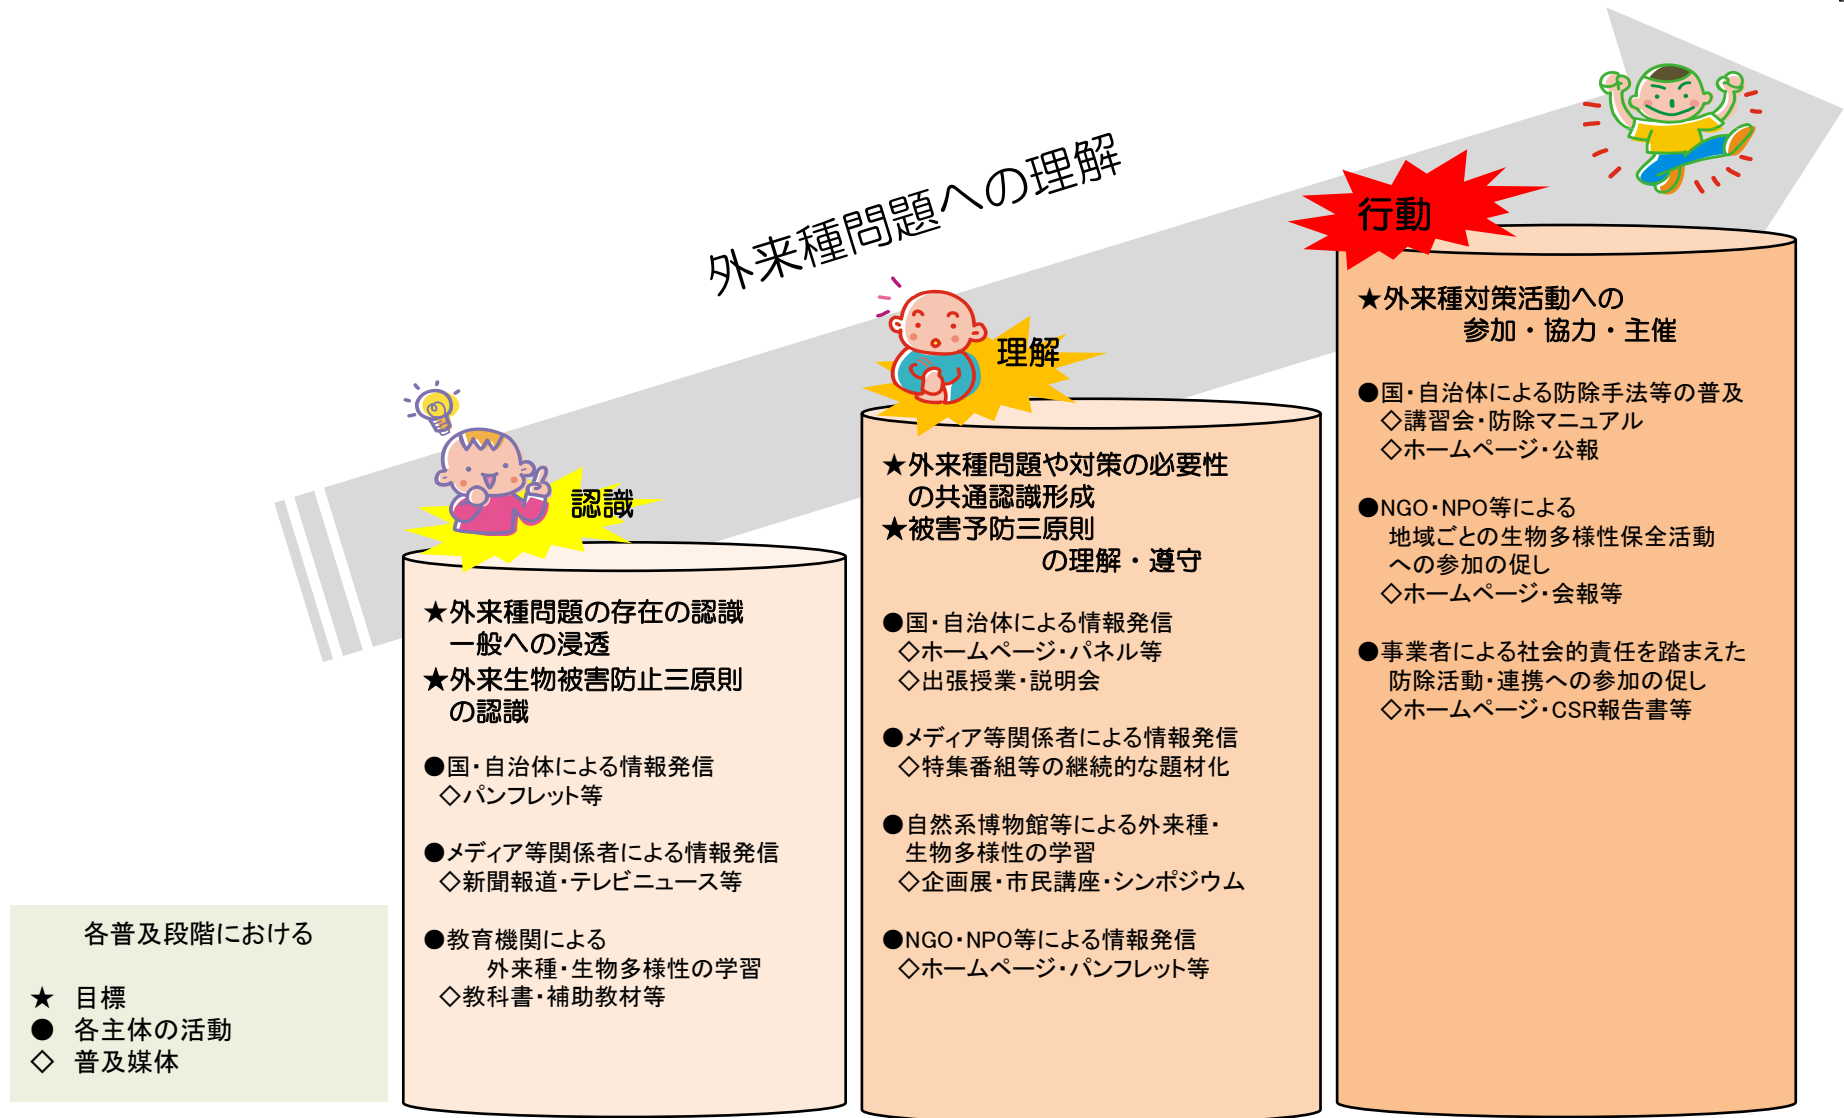 外来種問題への理解
認識
★外来種問題の存在の認識
一般への浸透
★外来生物被害防止三原則
の認識
●国・自治体による情報発信
◇パンフレット等
●メディア等関係者による情報発信
◇新聞報道・テレビニュース等
●教育機関による
外来種・生物多様性の学習
◇教科書・補助教材等
理解
★外来種問題や対策の必要性
の共通認識形成
★被害予防三原則
の理解・遵守
●国・自治体による情報発信
◇ホームページ・パネル等
◇出張授業・説明会
●メディア等関係者による情報発信
◇特集番組等の継続的な題材化
●自然系博物館等による外来種・
生物多様性の学習
◇企画展・市民講座・シンポジウム
●NGO・NPO等による情報発信
◇ホームページ・パンフレット等
行動
★外来種対策活動への
参加・協力・主催
●国・自治体による防除手法等の普及
◇講習会・防除マニュアル
◇ホームページ・公報
●NGO・NPO等による
地域ごとの生物多様性保全活動
への参加の促し
◇ホームページ・会報等
●事業者による社会的責任を踏まえた
防除活動・連携への参加の促し
◇ホームページ・CSR報告書等
各普及段階における
★ 目標
● 各主体の活動
◇ 普及媒体